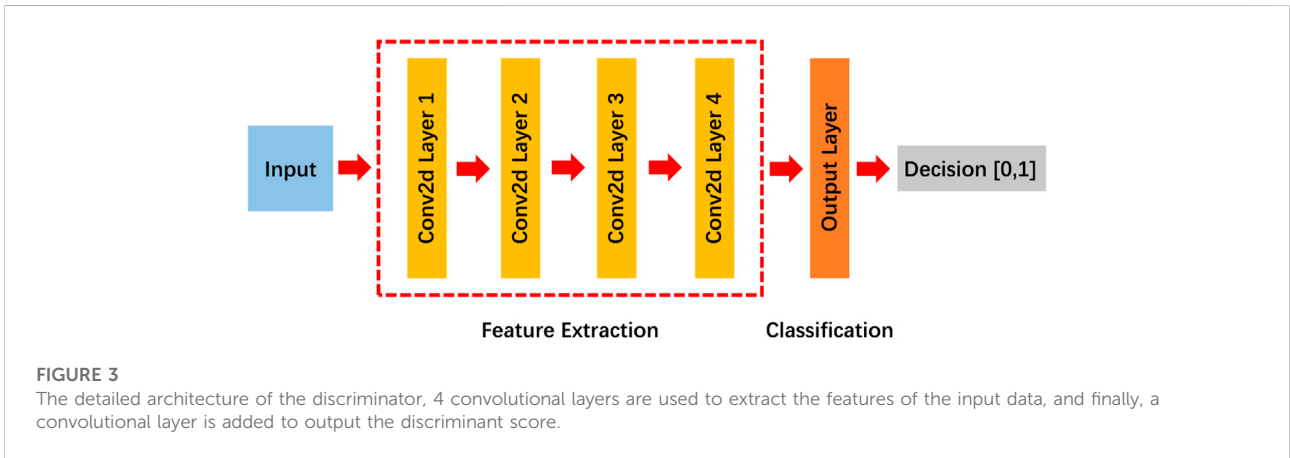 Input
Conv2d Layer 1
Conv2d Layer 2
Conv2d Layer 3
Conv2d Layer 4
Output Layer
Decision [0,1]
Feature Extraction
Classification
FIGURE 3
The detailed architecture of the discriminator, 4 convolutional layers are used to extract the features of the input data, and finally, a
convolutional layer is added to output the discriminant score.